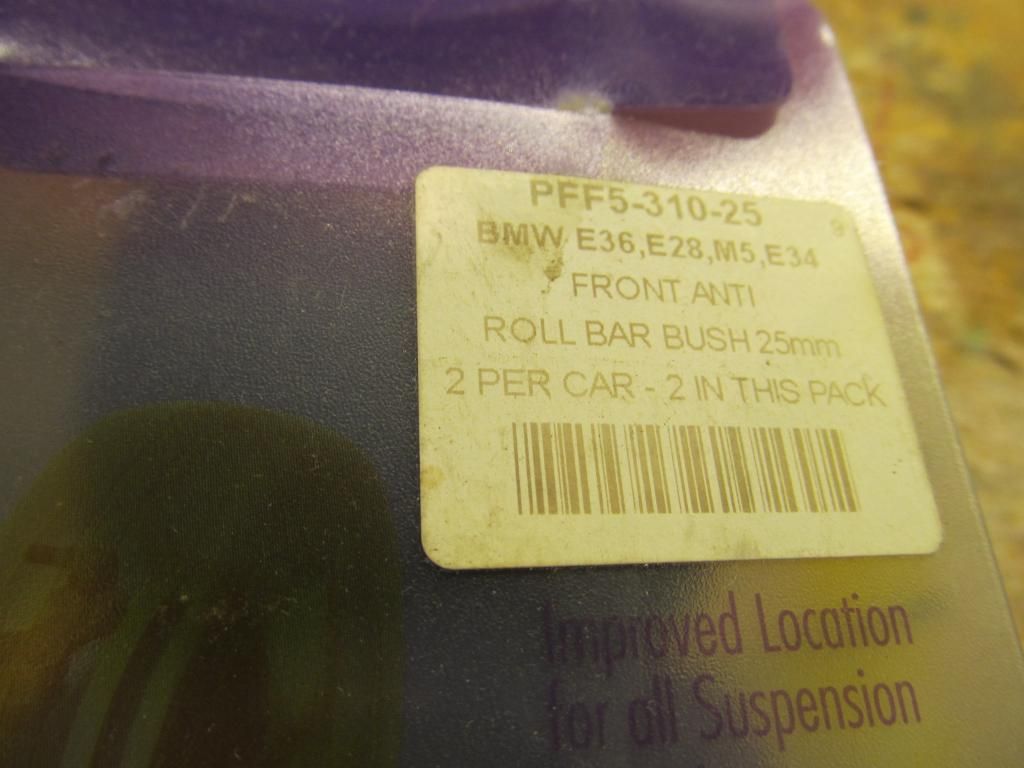 PFF5-310-25
9
BMW E36,E28,M5,E34
FRONT ANTI
ROLL BAR BUSH 25mm
2 PER CAR - 2 IN THIS PACK
Improved Location
for all Suspension